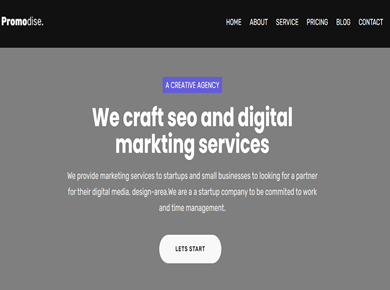 Promodise.
HOME ABOUT SERVICE PRICING BLOG CONTACT
A CREATIVE AGENCY
We craft seo and digital
markting services
We provide marketing services to startups and small businesses to looking for a partner
for their digital media, design-area.We are a a startup company to be commited to work
and time management.
LETS START